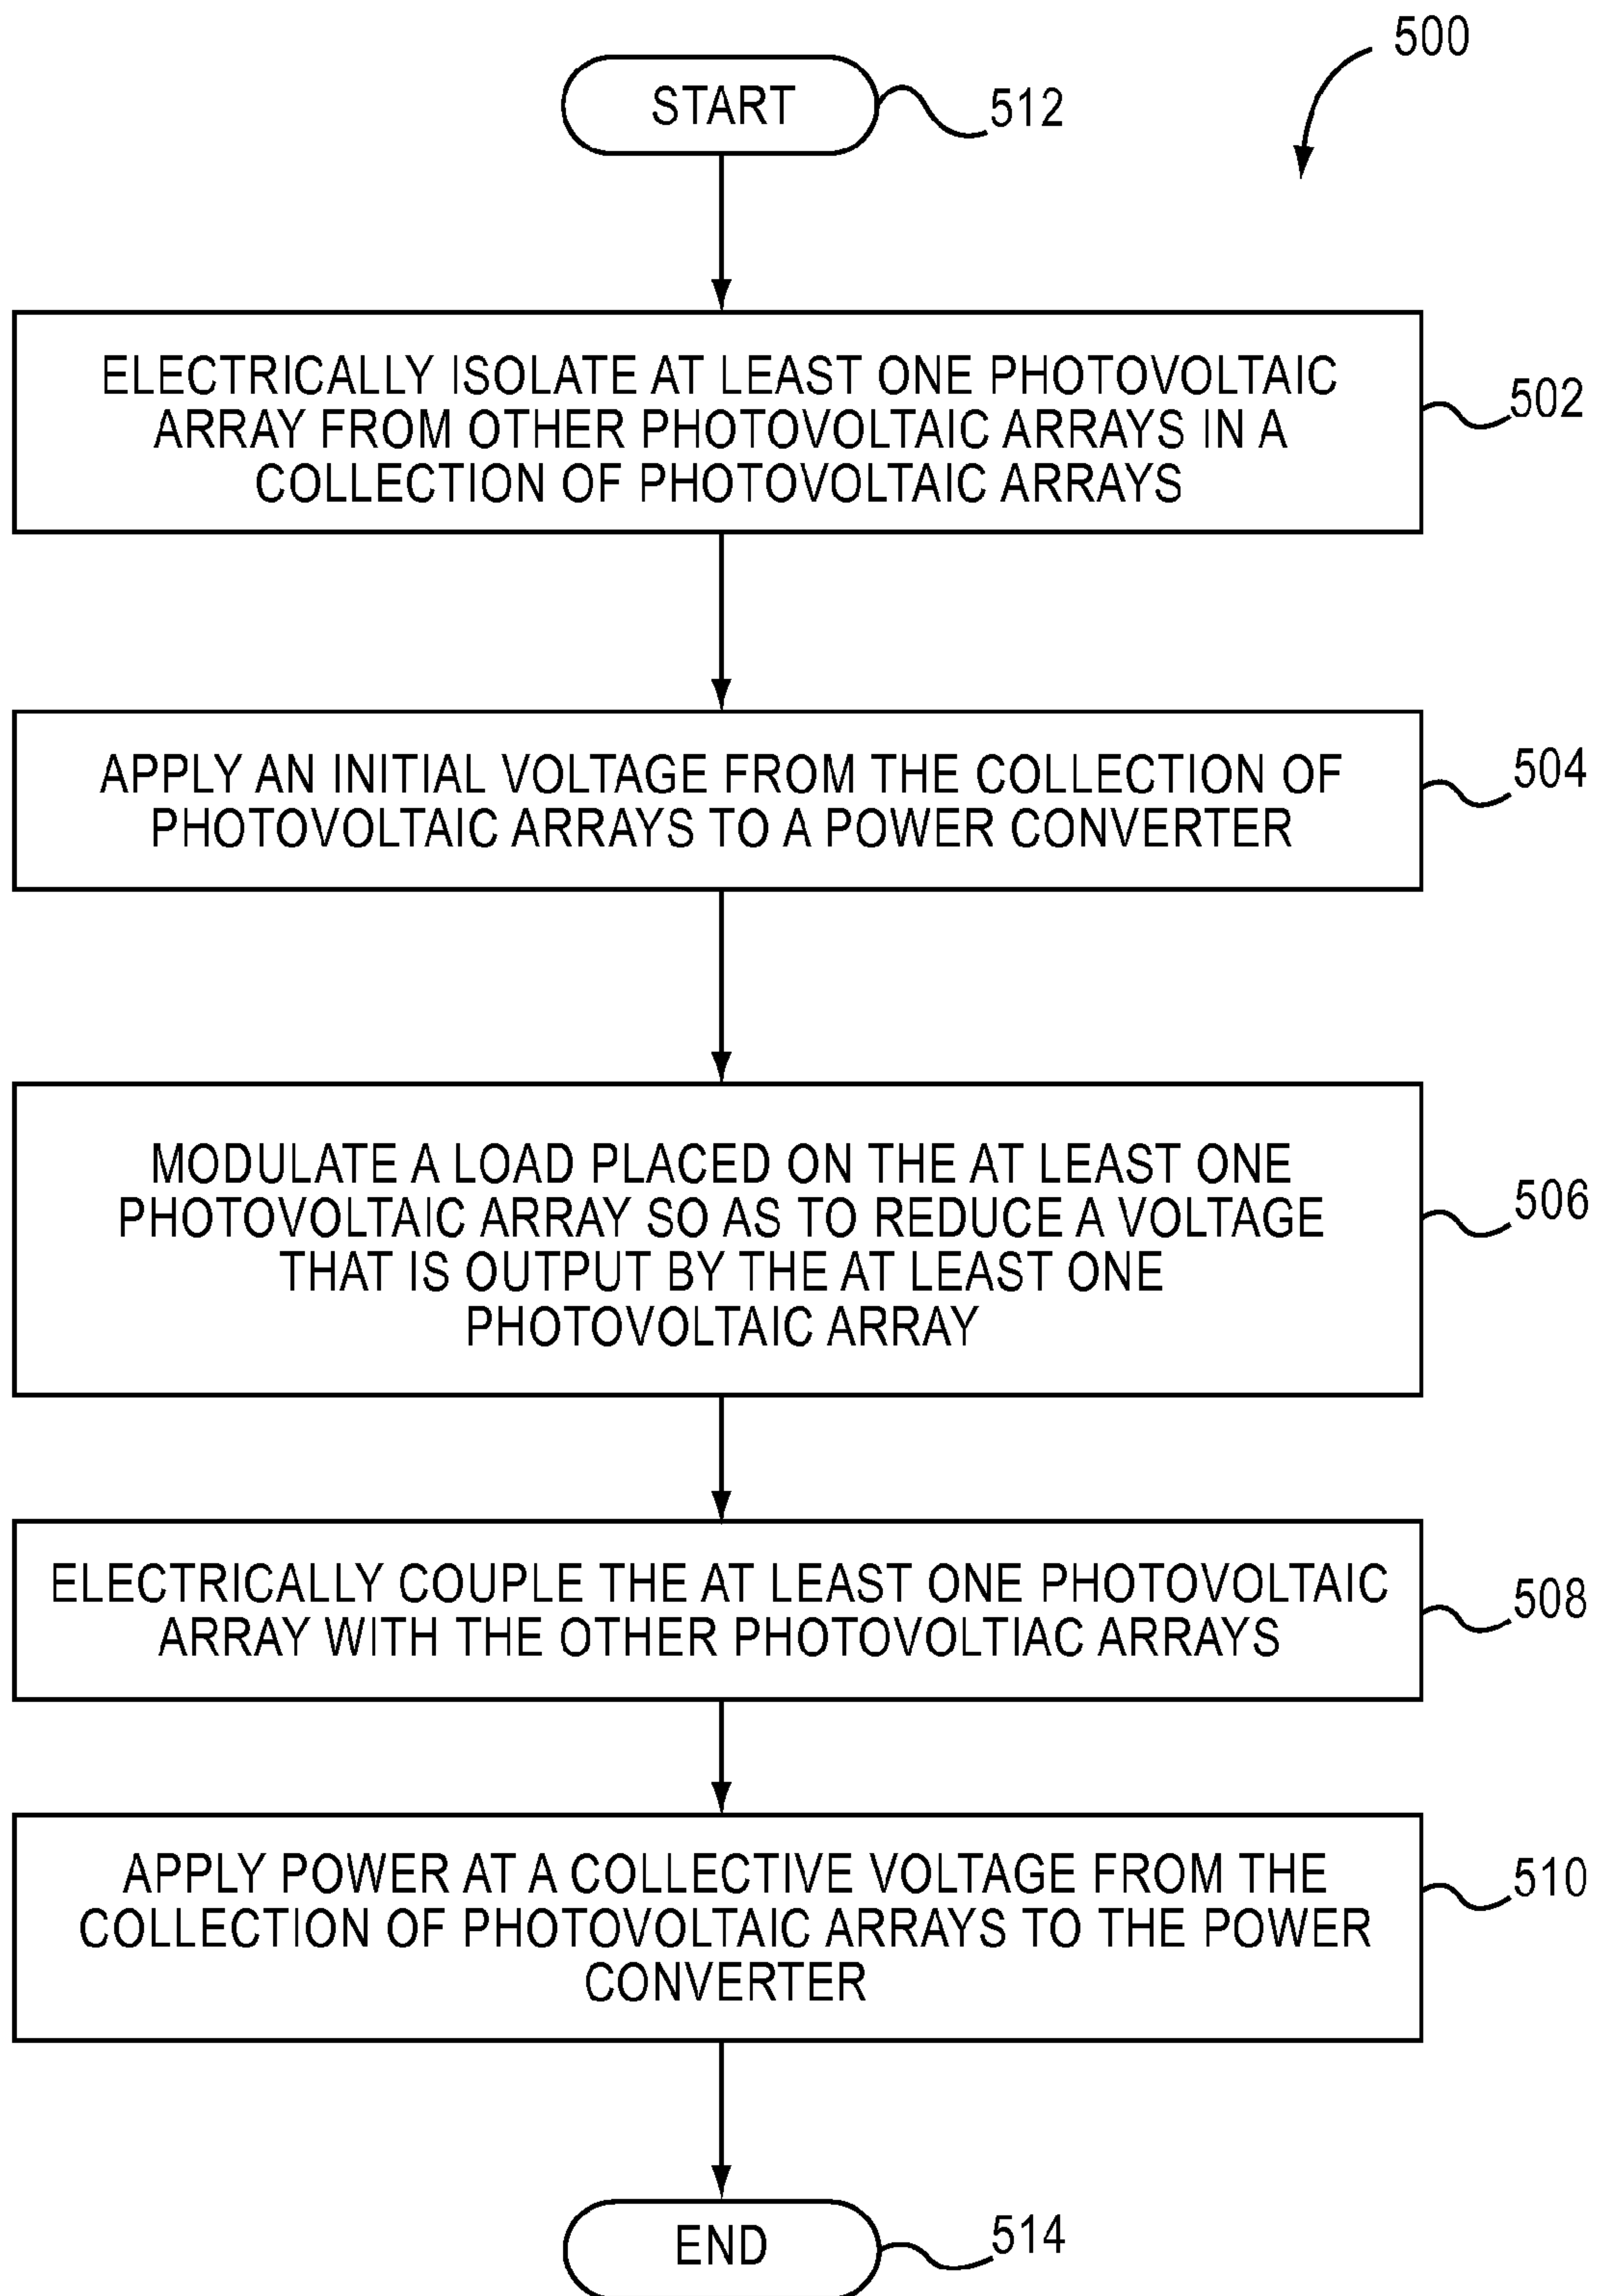 500
START
512
ELECTRICALLY ISOLATE AT LEAST ONE PHOTOVOLTAIC
ARRAY FROM OTHER PHOTOVOLTAIC ARRAYS IN A
COLLECTION OF PHOTOVOLTAIC ARRAYS
502
APPLY AN INITIAL VOLTAGE FROM THE COLLECTION OF
PHOTOVOLTAIC ARRAYS TO A POWER CONVERTER
504
MODULATE A LOAD PLACED ON THE AT LEAST ONE
PHOTOVOLTAIC ARRAY SO AS TO REDUCE A VOLTAGE
THAT IS OUTPUT BY THE AT LEAST ONE
PHOTOVOLTAIC ARRAY
506
ELECTRICALLY COUPLE THE AT LEAST ONE PHOTOVOLTAIC
ARRAY WITH THE OTHER PHOTOVOLTIAC ARRAYS
508
APPLY POWER AT A COLLECTIVE VOLTAGE FROM THE
COLLECTION OF PHOTOVOLTAIC ARRAYS TO THE POWER
CONVERTER
510
END
514